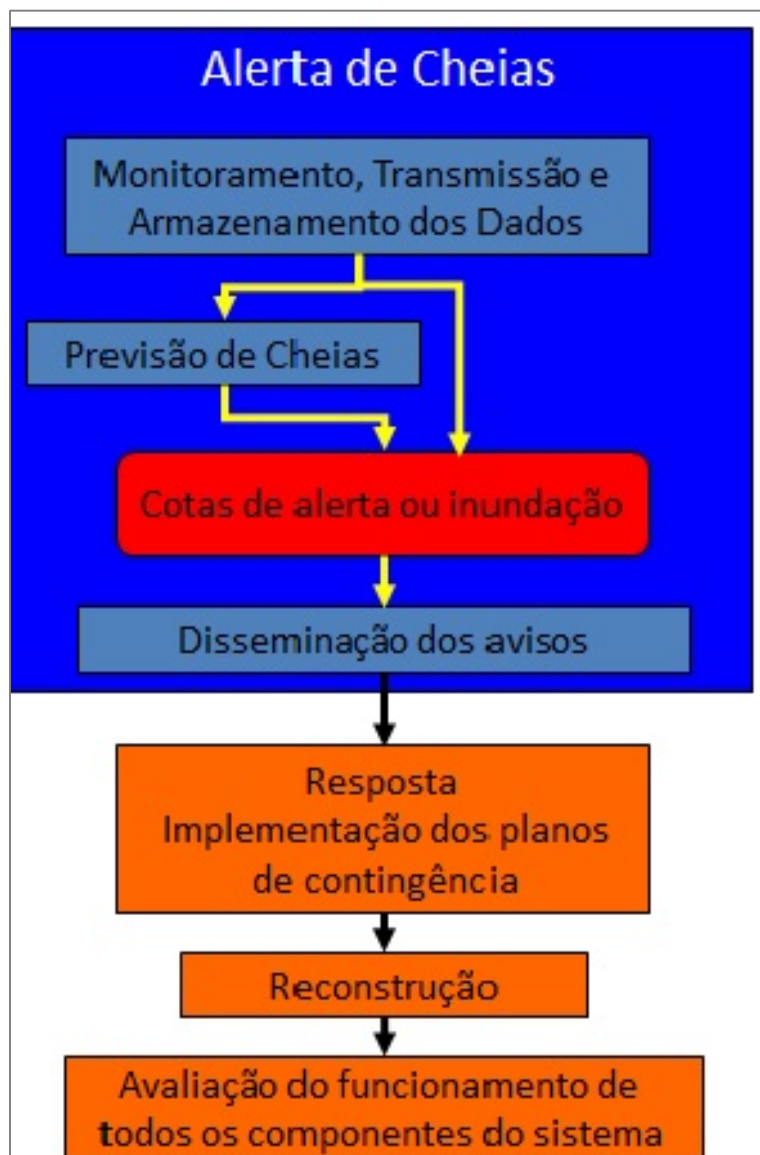 Alerta de Cheias
Monitoramento, Transmissão e
Armazenamento dos Dados
Previsão de Cheias
Cotas de alerta ou inundação
Disseminação dos avisos
Resposta
Implementação dos planos
de contingência
Reconstrução
Avaliação do funcionamento de
todos os componentes do sistema